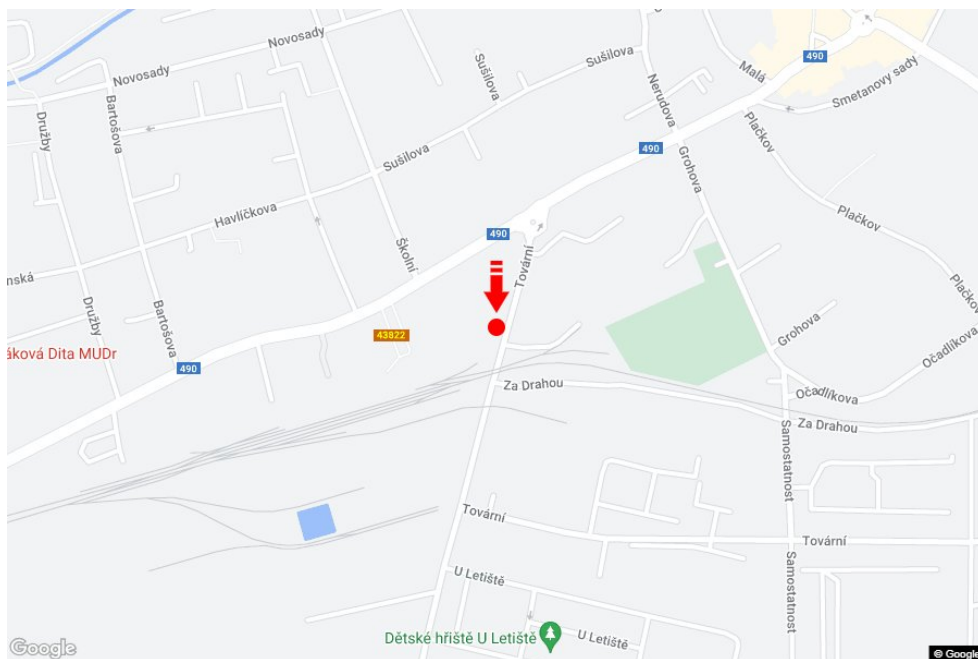 490
Novosady
Sušilova
Malá
Smetanovy sady
Novosady
Sušilova
Nerudova
Družby
Bartošova
Sušilova
490
Grohova
Plačkov
Havlíčkova
490
Školní
Tovární
Plačkov
nská
Družby
Bartošova
43822
Grohova
Plačkov
áková Dita MUDr
490
Očadlíkova
Za Drahou
Očadlíkova
Samostatnost
Za Drahou
Tovární
Tovární
U Letiště
Samostatnost
Dětské hřiště U Letiště
U Letiště
Google
© Google